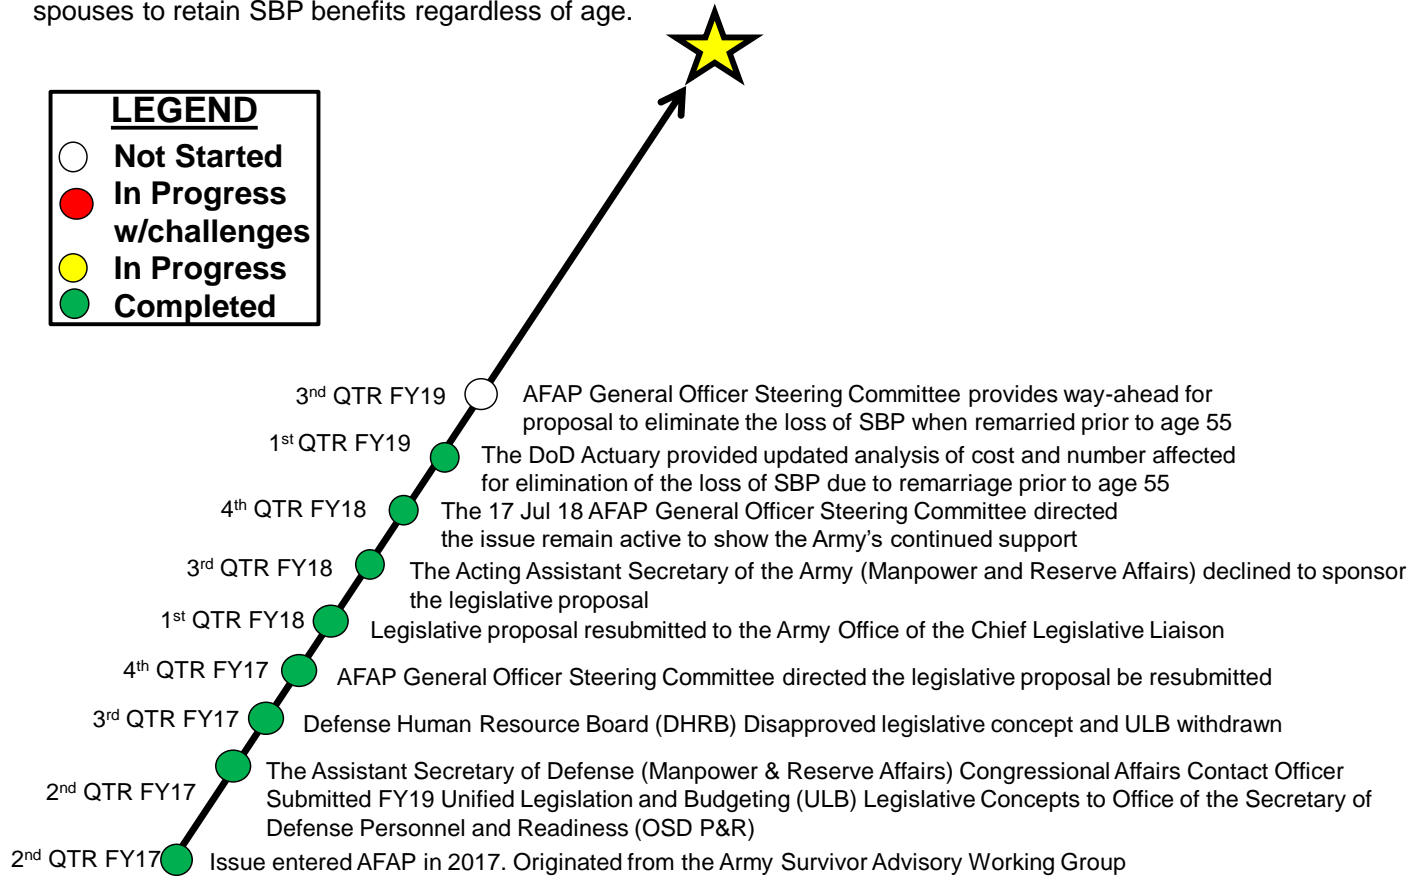 spouses to retain SBP benefits regardless of age.
LEGEND
Not Started
In Progress
w/challenges
In Progress
Completed
3nd QTR FY19
AFAP General Officer Steering Committee provides way-ahead for
proposal to eliminate the loss of SBP when remarried prior to age 55
1st QTR FY19
The DoD Actuary provided updated analysis of cost and number affected
for elimination of the loss of SBP due to remarriage prior to age 55
4th QTR FY18
The 17 Jul 18 AFAP General Officer Steering Committee directed
the issue remain active to show the Army's continued support
3rd QTR FY18
The Acting Assistant Secretary of the Army (Manpower and Reserve Affairs) declined to sponsor
the legislative proposal
1st QTR FY18
Legislative proposal resubmitted to the Army Office of the Chief Legislative Liaison
4th QTR FY17
AFAP General Officer Steering Committee directed the legislative proposal be resubmitted
3rd QTR FY17
Defense Human Resource Board (DHRB) Disapproved legislative concept and ULB withdrawn
2nd QTR FY17
The Assistant Secretary of Defense (Manpower & Reserve Affairs) Congressional Affairs Contact Officer
Submitted FY19 Unified Legislation and Budgeting (ULB) Legislative Concepts to Office of the Secretary of
Defense Personnel and Readiness (OSD P&R)
2nd QTR FY17
Issue entered AFAP in 2017. Originated from the Army Survivor Advisory Working Group